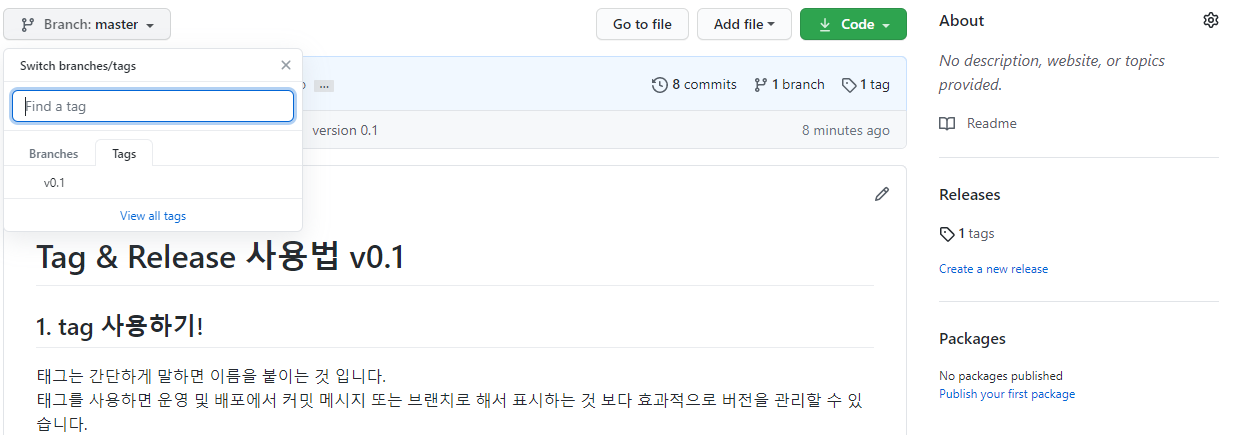 Branch: master
Go to file
Add file
Code
Switch branches/tags
Find a tag
Branches
Tags
v0.1
View all tags
...
8 commits
1 branch
1 tag
version 0.1
8 minutes ago
Tag & Release 사용법 v0.1
1. tag 사용하기!
태그는 간단하게 말하면 이름을 붙이는 것 입니다.
태그를 사용하면 운영 및 배포에서 커밋 메시지 또는 브랜치로 해서 표시하는 것 보다 효과적으로 버전을 관리할 수 있
습니다.
About
No description, website, or topics
provided.
Readme
Releases
1 tags
Create a new release
Packages
No packages published
Publish your first package